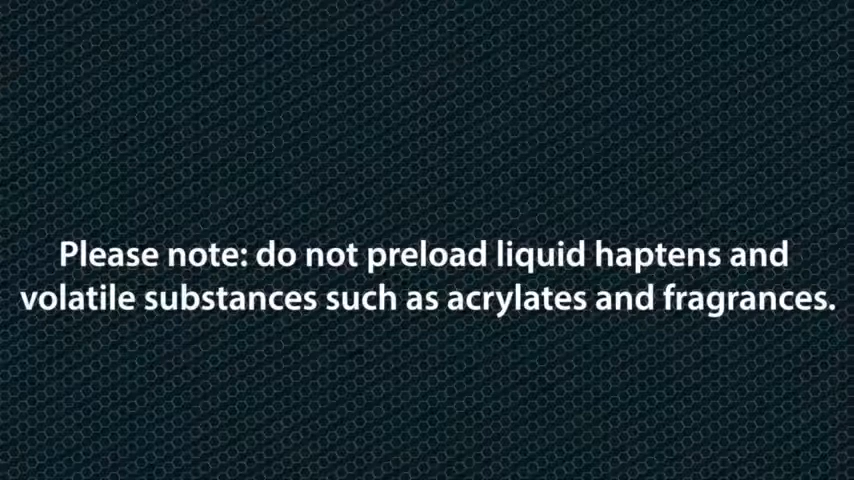 Please note: do not preload liquid haptens and
volatile substances such as acrylates and fragrances.